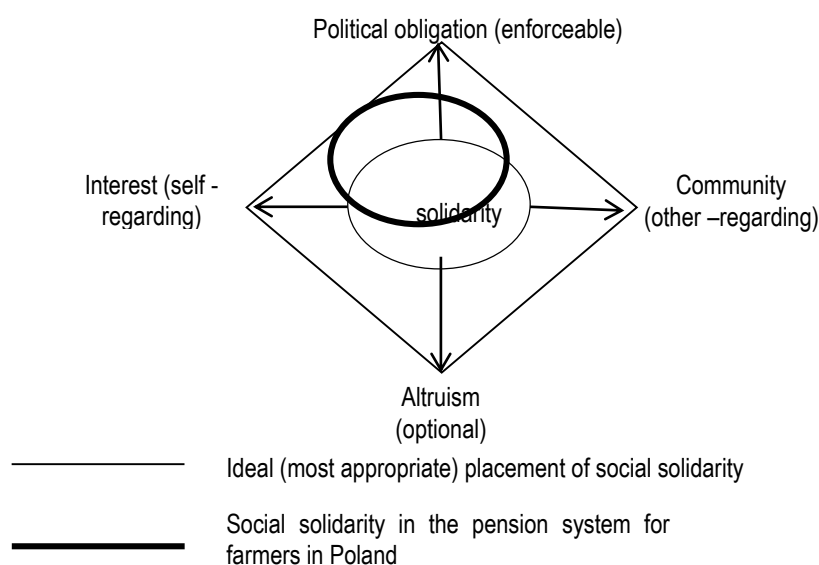 Political obligation (enforceable)
Interest (self -
regarding)
Community
(other –regarding)
solidarity
Altruism
(optional)
Ideal (most appropriate) placement of social solidarity
Social solidarity in the pension system for
farmers in Poland